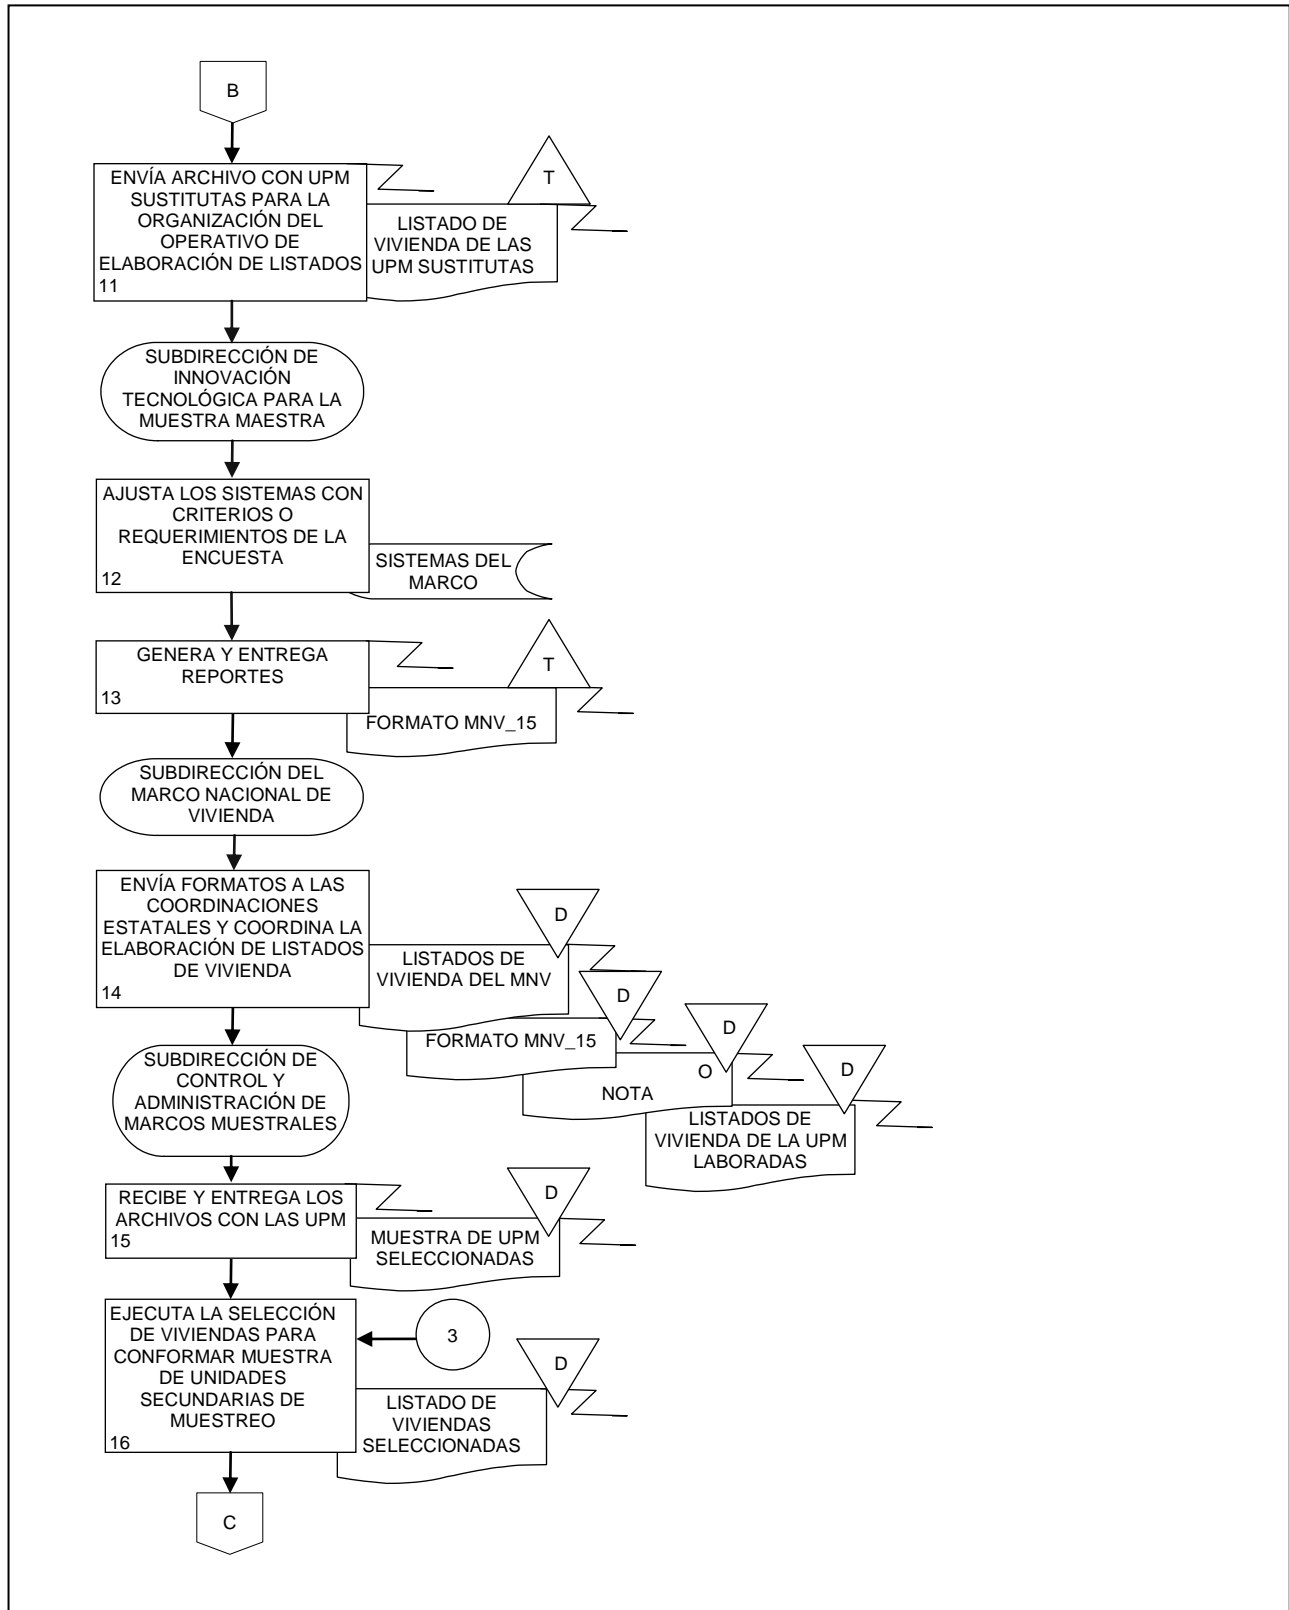 B
ENVÍA ARCHIVO CON UPM
SUSTITUTAS PARA LA
ORGANIZACIÓN DEL
OPERATIVO DE
ELABORACIÓN DE LISTADOS
11
T
LISTADO DE
VIVIENDA DE LAS
UPM SUSTITUTAS
SUBDIRECCIÓN DE
INNOVACIÓN
TECNOLÓGICA PARA LA
MUESTRA MAESTRA
AJUSTA LOS SISTEMAS CON
CRITERIOS O
REQUERIMIENTOS DE LA
ENCUESTA
12
SISTEMAS DEL
MARCO
GENERA Y ENTREGA
REPORTES
13
T
FORMATO MNV_15
SUBDIRECCIÓN DEL
MARCO NACIONAL DE
VIVIENDA
ENVÍA FORMATOS A LAS
COORDINACIONES
ESTATALES Y COORDINA LA
ELABORACIÓN DE LISTADOS
DE VIVIENDA
14
D
LISTADOS DE
VIVIENDA DEL MNV
D
FORMATO MNV_15
D
O
NOTA
D
LISTADOS DE
VIVIENDA DE LA UPM
LABORADAS
SUBDIRECCIÓN DE
CONTROL Y
ADMINISTRACIÓN DE
MARCOS MUESTRALES
RECIBE Y ENTREGA LOS
ARCHIVOS CON LAS UPM
15
D
MUESTRA DE UPM
SELECCIONADAS
EJECUTA LA SELECCIÓN
DE VIVIENDAS PARA
CONFORMAR MUESTRA
DE UNIDADES
SECUNDARIAS DE
MUESTREO
16
3
D
LISTADO DE
VIVIENDAS
SELECCIONADAS
C